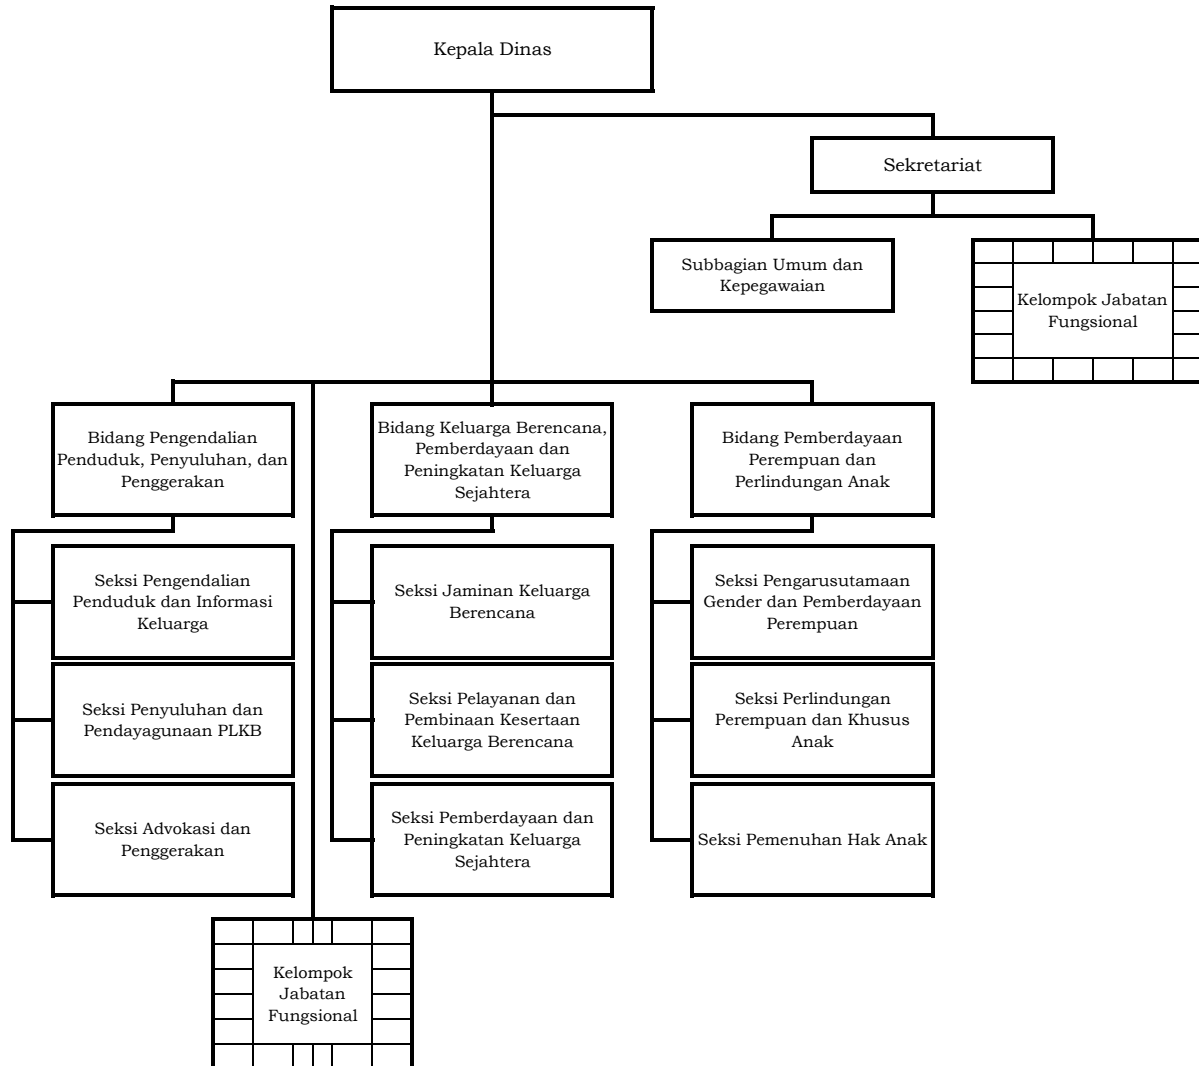 Kepala Dinas
Sekretariat
Subbagian Umum dan
Kepegawaian
Kelompok Jabatan
Fungsional
Bidang Pengendalian
Penduduk, Penyuluhan, dan
Penggerakan
Bidang Keluarga Berencana,
Pemberdayaan dan
Peningkatan Keluarga
Sejahtera
Bidang Pemberdayaan
Perempuan dan
Perlindungan Anak
Seksi Pengendalian
Penduduk dan Informasi
Keluarga
Seksi Jaminan Keluarga
Berencana
Seksi Pengarusutamaan
Gender dan Pemberdayaan
Perempuan
Seksi Penyuluhan dan
Pendayagunaan PLKB
Seksi Pelayanan dan
Pembinaan Kesertaan
Keluarga Berencana
Seksi Perlindungan
Perempuan dan Khusus
Anak
Seksi Advokasi dan
Penggerakan
Seksi Pemberdayaan dan
Peningkatan Keluarga
Sejahtera
Seksi Pemenuhan Hak Anak
Kelompok
Jabatan
Fungsional